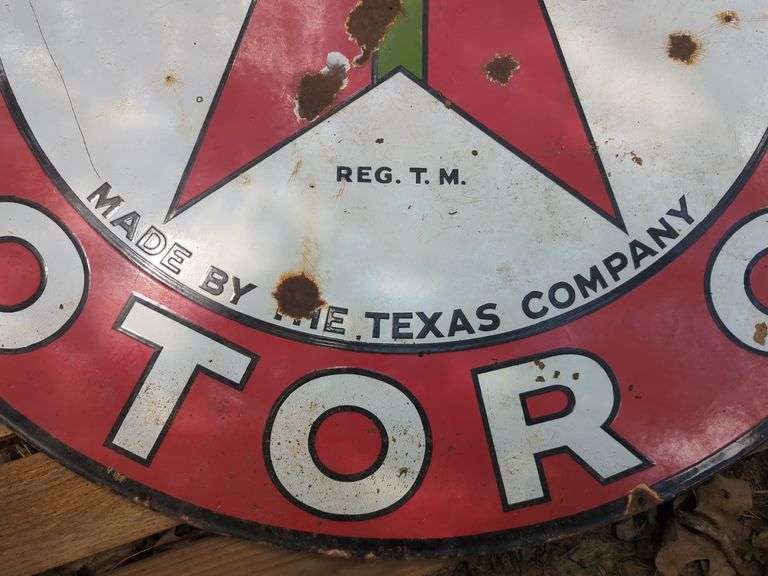 REG. T. M.
MADE BY THE TEXAS COMPANY
OTOR O